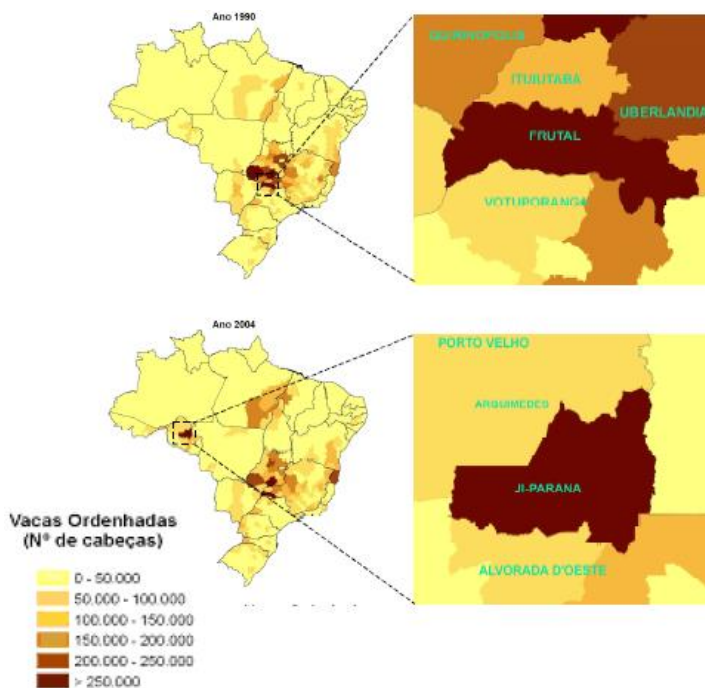 Ano 1990
ITUIUTABA
UBERLANDIA
FRUTAL
VOTUPORANGA
Ano 2004
PORTO VELHO
ARQUIMEDES
JI-PARANA
ALVORADA D'OESTE
Vacas Ordenhadas
(Nº de cabeças)
0 - 50.000
50.000 - 100.000
100.000 - 150.000
150.000 - 200.000
200.000 - 250.000
> 250.000